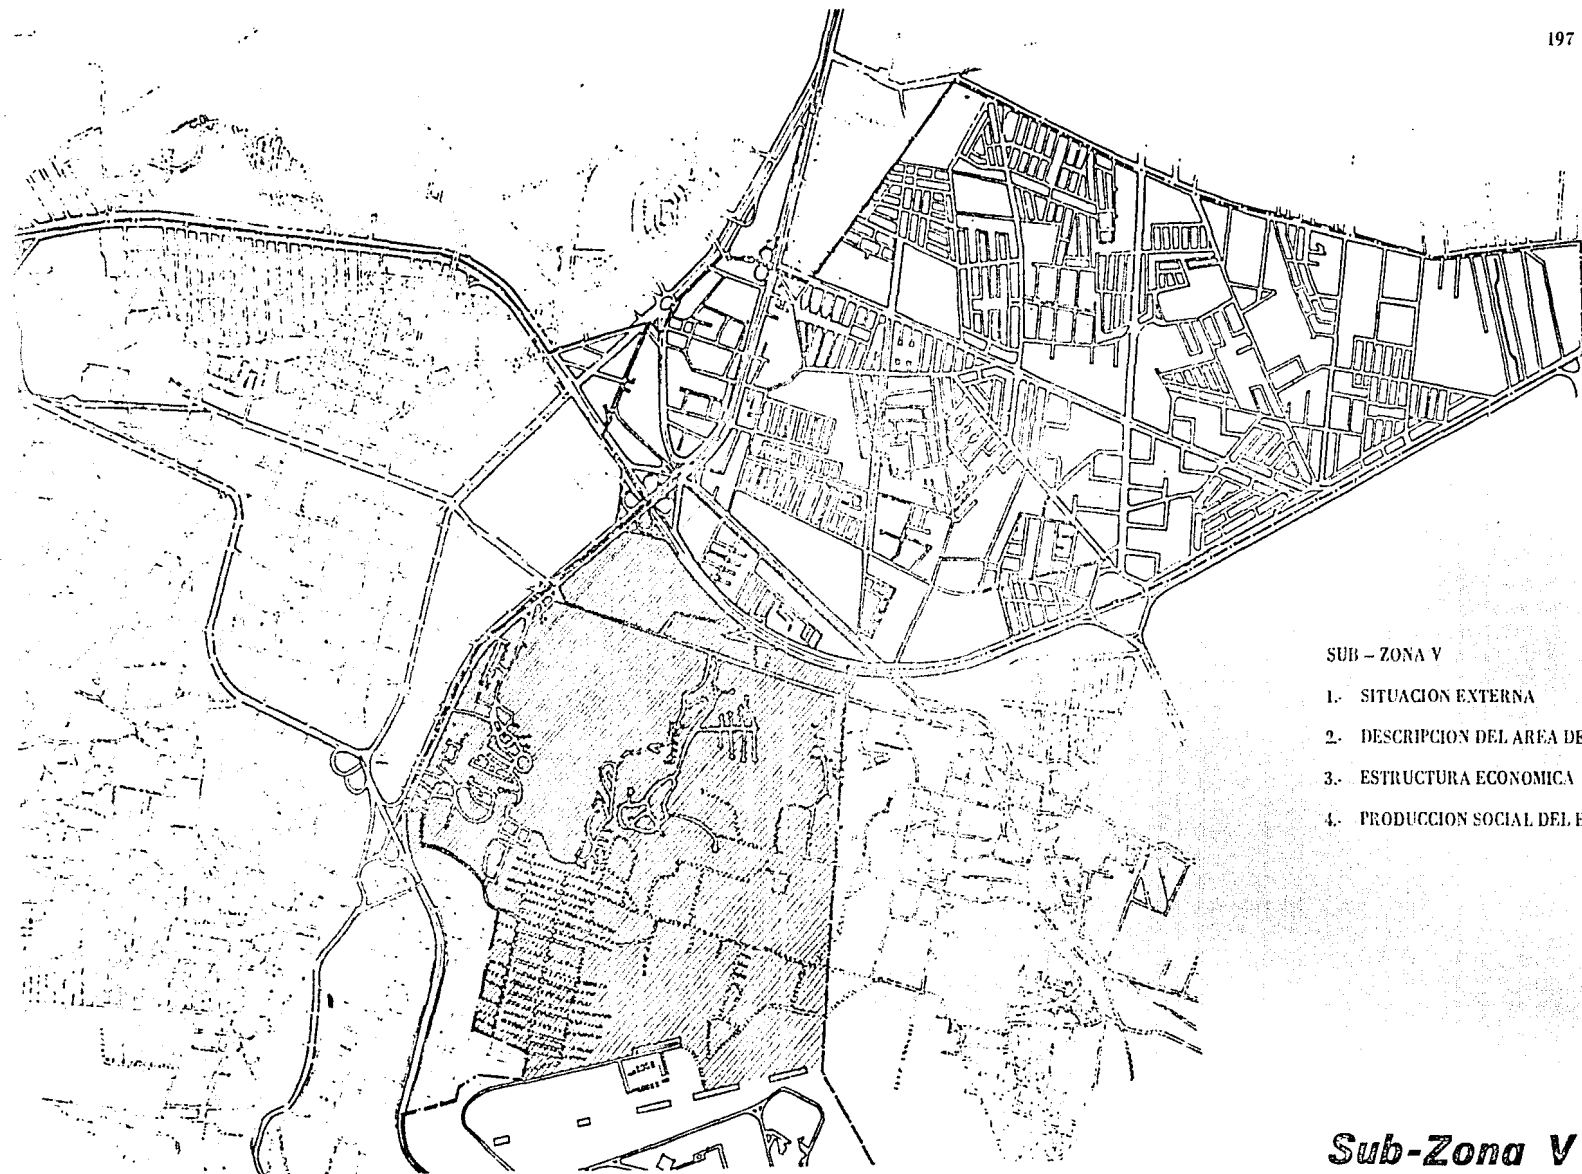 197
SUB – ZONA V
1.- SITUACION EXTERNA
2.- DESCRIPCION DEL AREA DE
3.- ESTRUCTURA ECONOMICA
4.- PRODUCCION SOCIAL DEL
Sub-Zona V